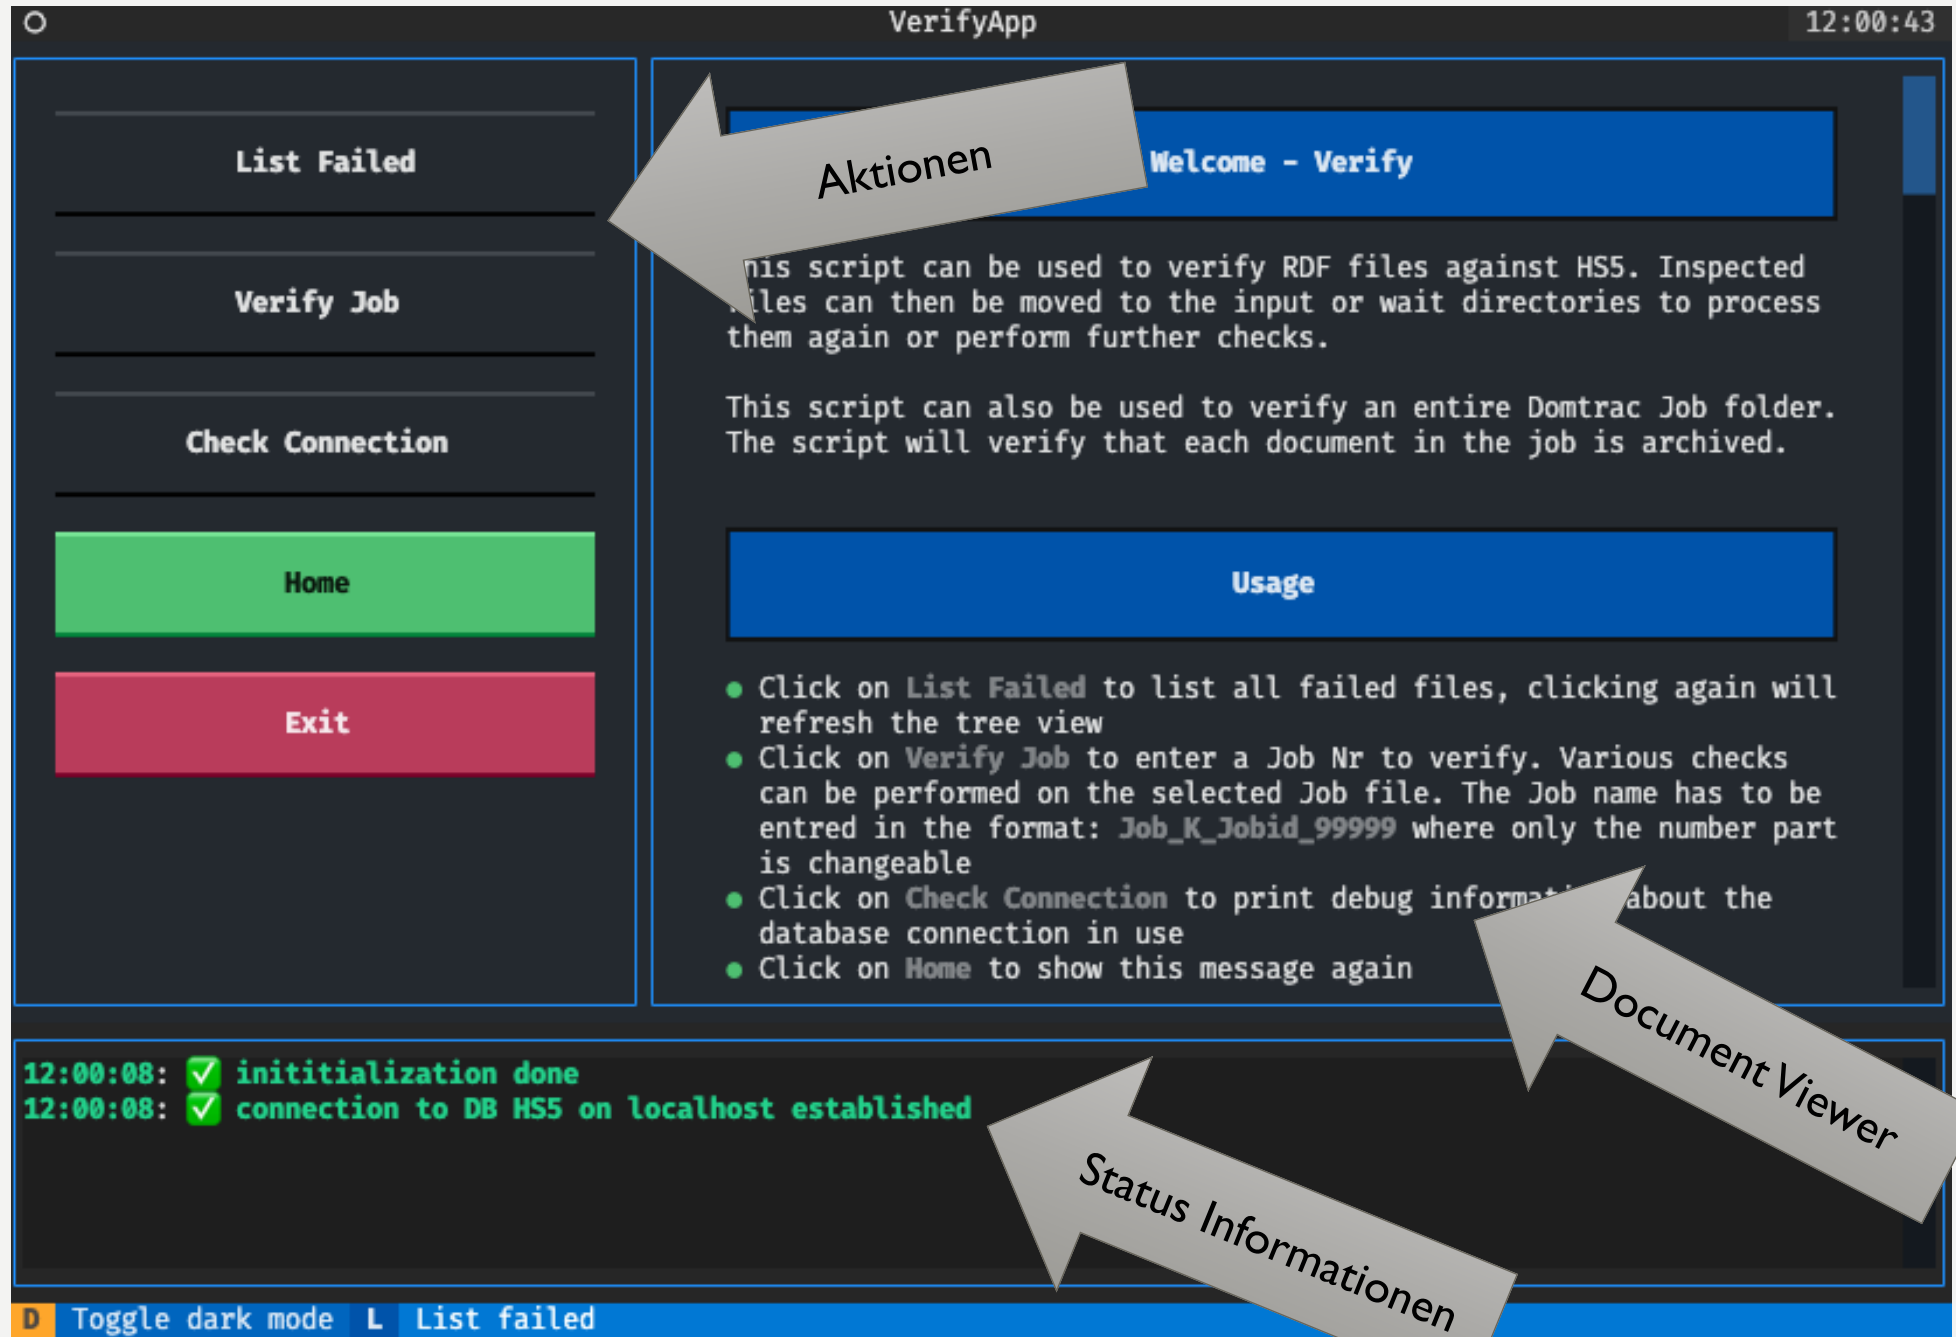 VerifyApp
12:00:43
List Failed
Verify Job
Check Connection
Home
Exit
Aktionen
Welcome - Verify
his script can be used to verify RDF files against HS5. Inspected
iles can then be moved to the input or wait directories to process
them again or perform further checks.
This script can also be used to verify an entire Domtrac Job folder.
The script will verify that each document in the job is archived.
Usage
● Click on List Failed to list all failed files, clicking again will
refresh the tree view
● Click on Verify Job to enter a Job Nr to verify. Various checks
can be performed on the selected Job file. The Job name has to be
entred in the format: Job_K_Jobid_99999 where only the number part
is changeable
● Click on Check Connection to print debug informat about the
database connection in use
● Click on Home to show this message again
Document Viewer
12:00:08: ✅ inititialization done
12:00:08: ✅ connection to DB HS5 on localhost established
Status Informationen
D Toggle dark mode L List failed